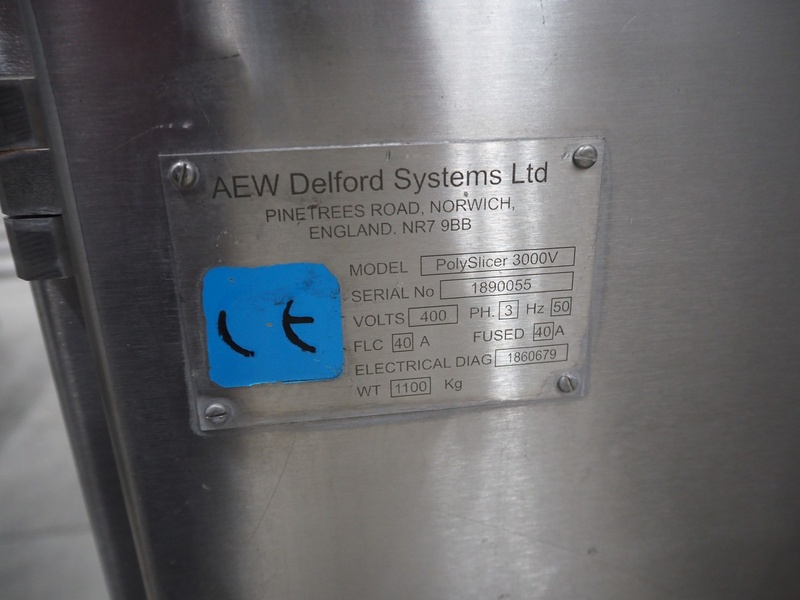 AEW Delford Systems Ltd
PINETREES ROAD, NORWICH,
ENGLAND. NR7 9BB
MODEL PolySlicer 3000V
SERIAL No 1890055
VOLTS 400 PH. 3 Hz 50
FLC 40 A FUSED 40 A
ELECTRICAL DIAG 1860679
WT 1100 Kg
CE